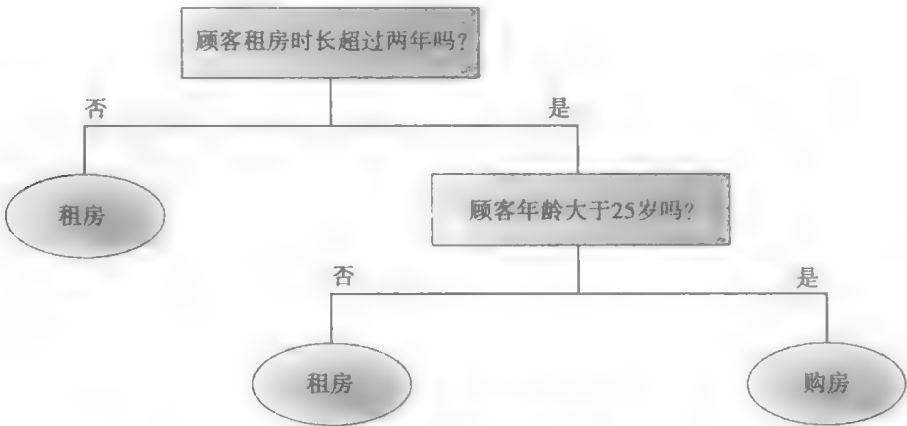 顾客租房时长超过两年吗?
否
是
租房
顾客年龄大于25岁吗?
否
是
租房
购房